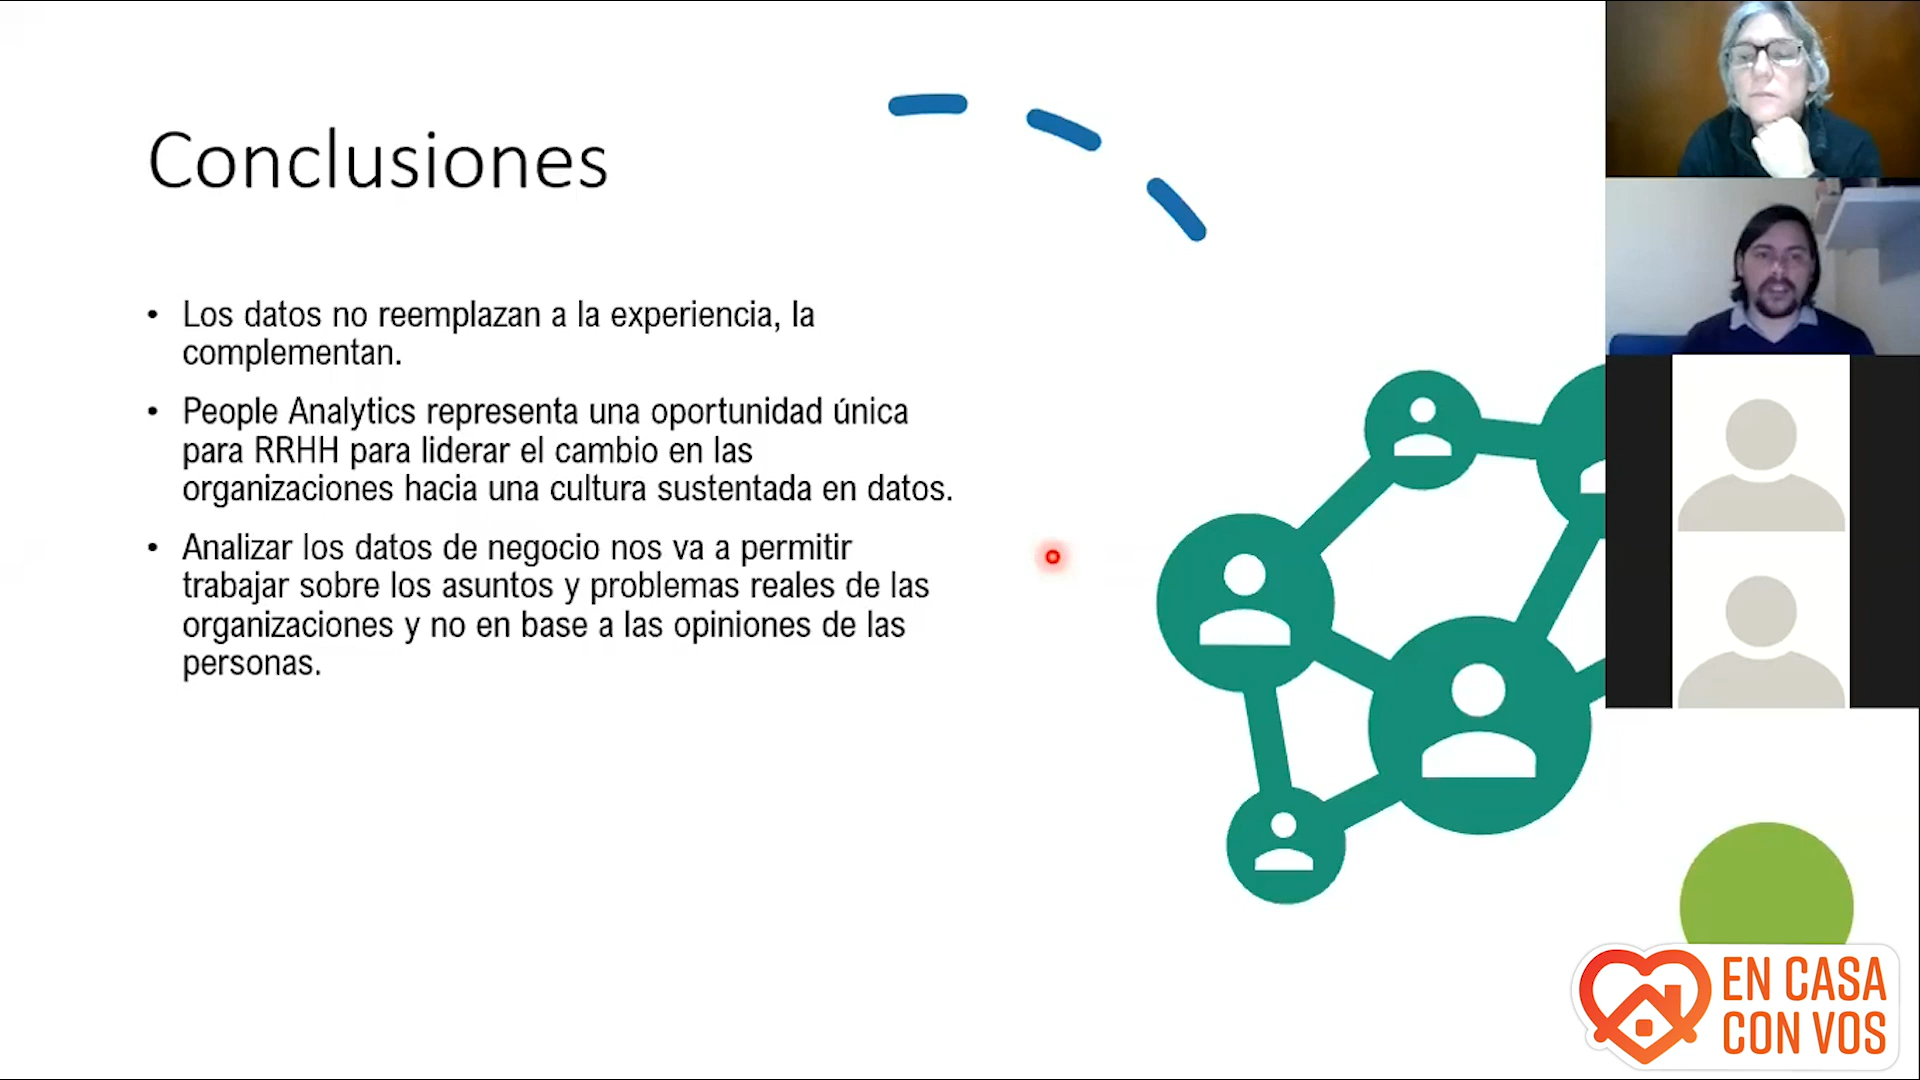 Conclusiones
• Los datos no reemplazan a la experiencia, la
complementan.
• People Analytics representa una oportunidad única
para RRHH para liderar el cambio en las
organizaciones hacia una cultura sustentada en datos.
• Analizar los datos de negocio nos va a permitir
trabajar sobre los asuntos y problemas reales de las
organizaciones y no en base a las opiniones de las
personas.
EN CASA
CON VOS